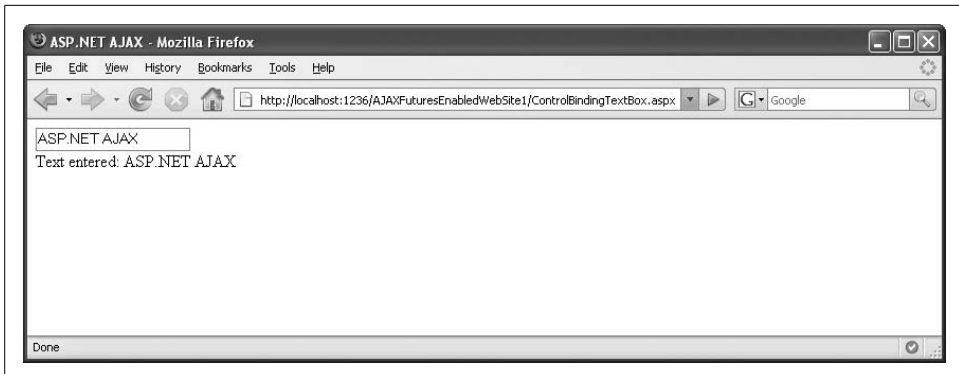 ASP.NET AJAX - Mozilla Firefox
File Edit View History Bookmarks Tools Help
http://localhost:1236/AJAXFuturesEnabledWebSite1/ControlBindingTextBox.aspx G Google
ASP.NET AJAX
Text entered: ASP.NET AJAX
Done